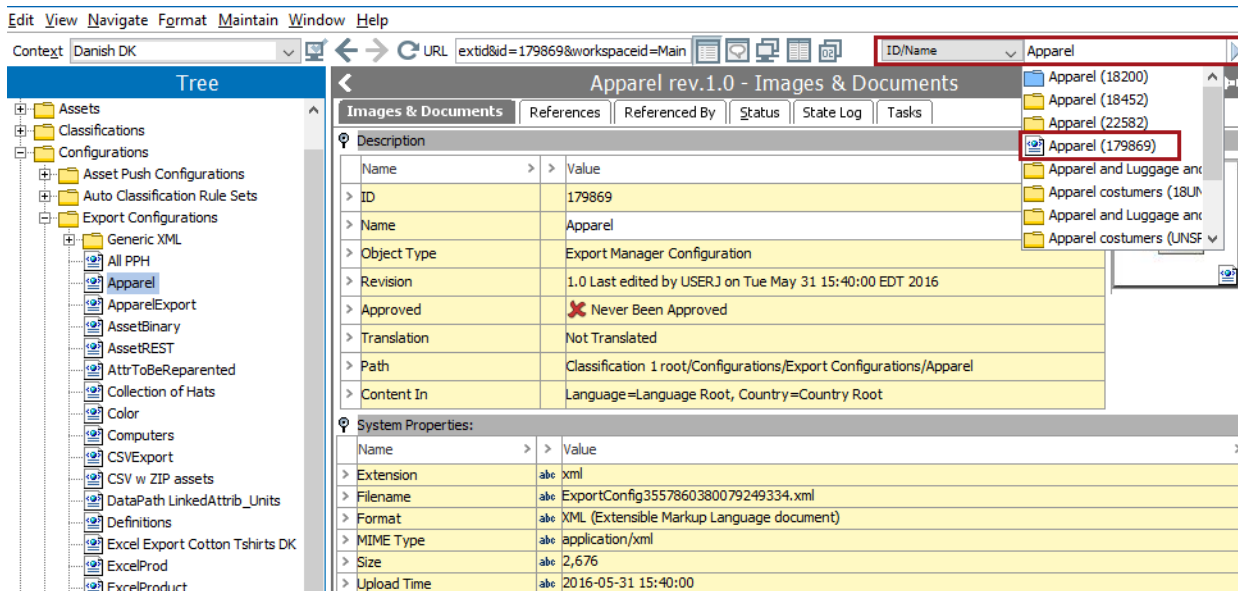 Edit View Navigate Format Maintain Window Help
Context Danish DK URL extid&id=179869&workspaceid=Main ID/Name Apparel
Tree
Assets
Classifications
Configurations
Asset Push Configurations
Auto Classification Rule Sets
Export Configurations
Generic XML
All PPH
Apparel
ApparelExport
AssetBinary
AssetREST
AttrToBeReparented
Collection of Hats
Color
Computers
CSVExport
CSV w ZIP assets
DataPath LinkedAttrib_Units
Definitions
Excel Export Cotton Tshirts DK
ExcelProd
ExcelProduct
Apparel rev.1.0 - Images & Documents
Images & Documents References Referenced By Status State Log Tasks
Description
Name > > Value
> ID 179869
> Name Apparel
> Object Type Export Manager Configuration
> Revision 1.0 Last edited by USERJ on Tue May 31 15:40:00 EDT 2016
> Approved Never Been Approved
> Translation Not Translated
> Path Classification 1 root/Configurations/Export Configurations/Apparel
> Content In Language=Language Root, Country=Country Root
System Properties:
Name > > Value
> Extension abc xml
> Filename abc ExportConfig3557860380079249334.xml
> Format abc XML (Extensible Markup Language document)
> MIME Type abc application/xml
> Size abc 2,676
> Upload Time abc 2016-05-31 15:40:00
Apparel (18200)
Apparel (18452)
Apparel (22582)
Apparel (179869)
Apparel and Luggage and
Apparel costumers (18UN
Apparel and Luggage and
Apparel costumers (UNSP